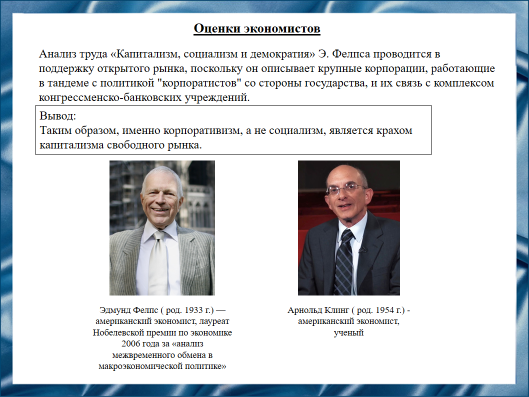 Оценки экономистов
Анализ труда «Капитализм, социализм и демократия» Э. Фелпса проводится в
поддержку открытого рынка, поскольку он описывает крупные корпорации, работающие
в тандеме с политикой "корпоратистов" со стороны государства, и их связь с комплексом
конгрессменско-банковских учреждений.
Вывод:
Таким образом, именно корпоративизм, а не социализм, является крахом
капитализма свободного рынка.
Эдмунд Фелпс ( род. 1933 г.) —
американский экономист, лауреат
Нобелевской премии по экономике
2006 года за «анализ
межвременного обмена в
макроэкономической политике»
Арнольд Клинг ( род. 1954 г.) -
американский экономист,
ученый